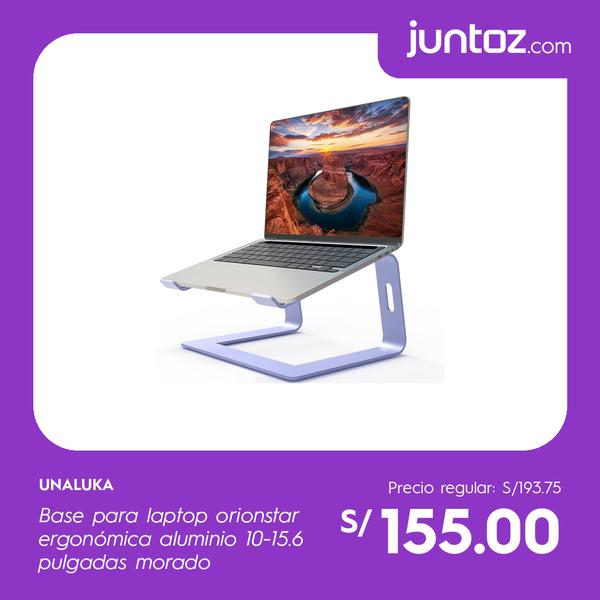 juntoz.com
UNALUKA
Base para laptop orionstar
ergonómica aluminio 10-15.6
pulgadas morado
Precio regular: S/193.75
S/155.00